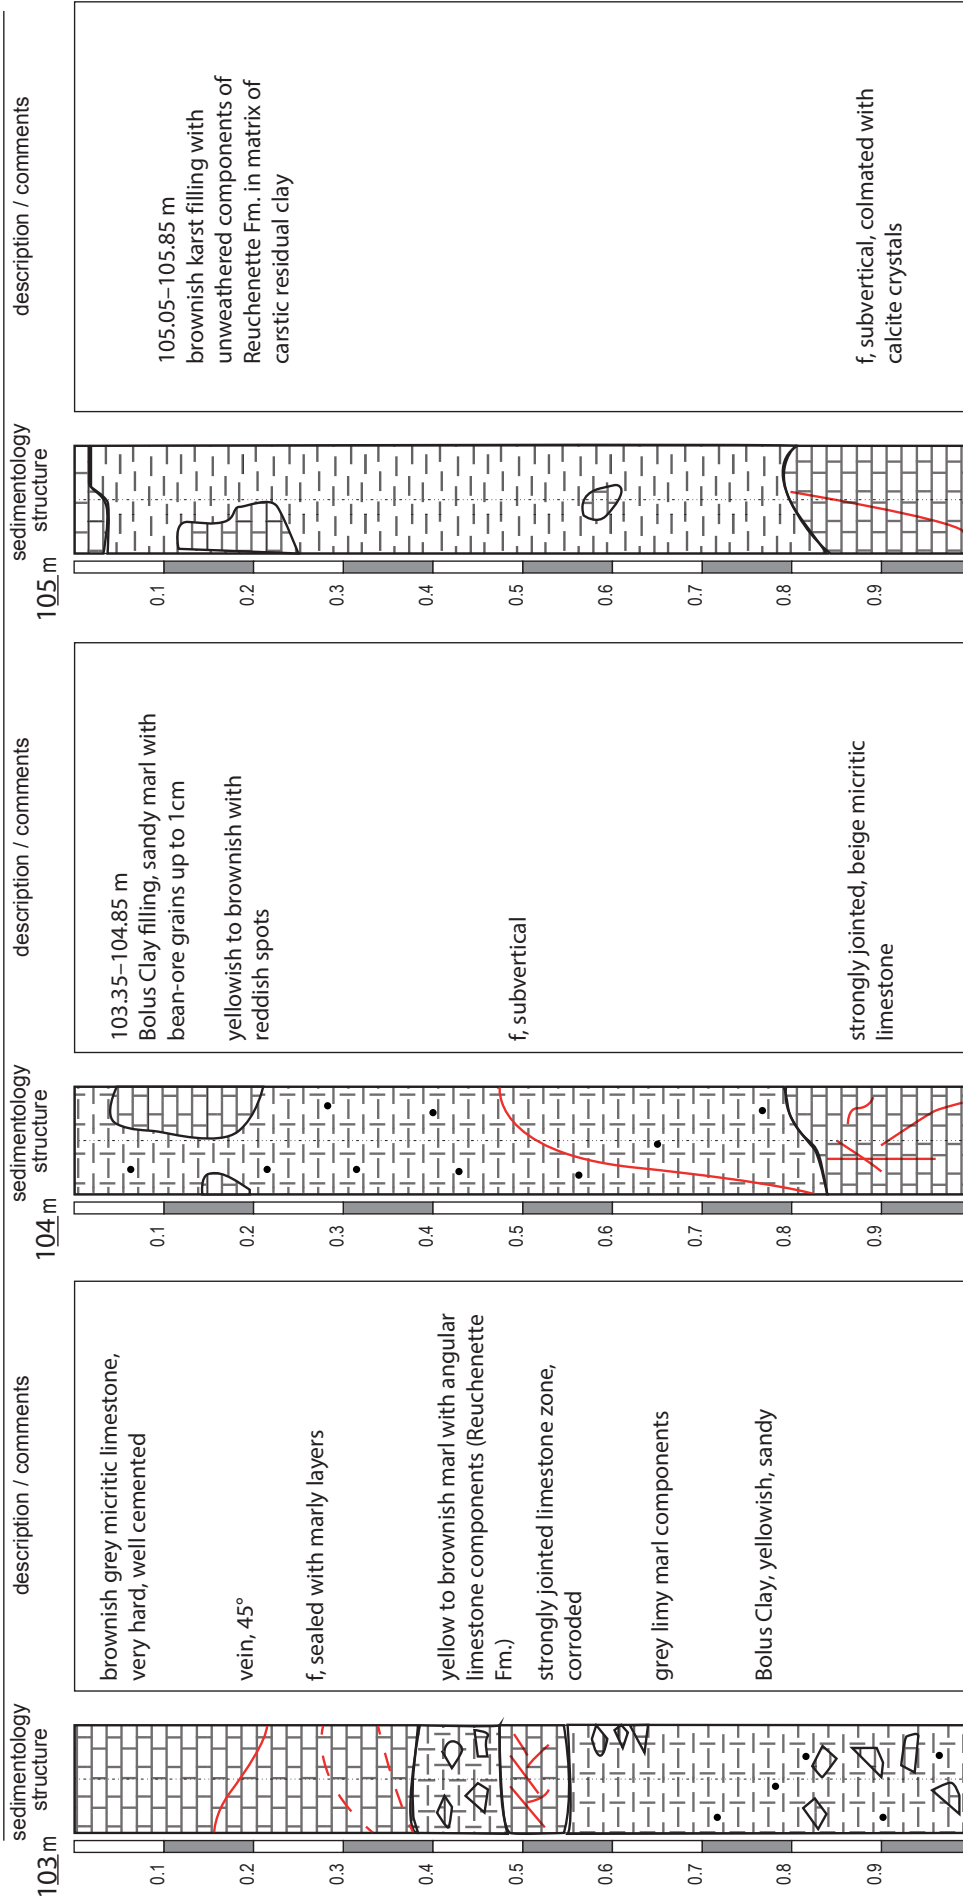 103 m
sedimentology
structure
description / comments
0.1
0.2
0.3
0.4
0.5
0.6
0.7
0.8
0.9
brownish grey micritic limestone,
very hard, well cemented
vein, 45°
f, sealed with marly layers
yellow to brownish marl with angular
limestone components (Reuchenette
Fm.)
strongly jointed limestone zone,
corroded
grey limy marl components
Bolus Clay, yellowish, sandy
104 m
sedimentology
structure
description / comments
0.1
0.2
0.3
0.4
0.5
0.6
0.7
0.8
0.9
103.35–104.85 m
Bolus Clay filling, sandy marl with
bean-ore grains up to 1cm
yellowish to brownish with
reddish spots
f, subvertical
strongly jointed, beige micritic
limestone
105 m
sedimentology
structure
description / comments
0.1
0.2
0.3
0.4
0.5
0.6
0.7
0.8
0.9
105.05–105.85 m
brownish karst filling with
unweathered components of
Reuchenette Fm. in matrix of
carstic residual clay
f, subvertical, colmated with
calcite crystals